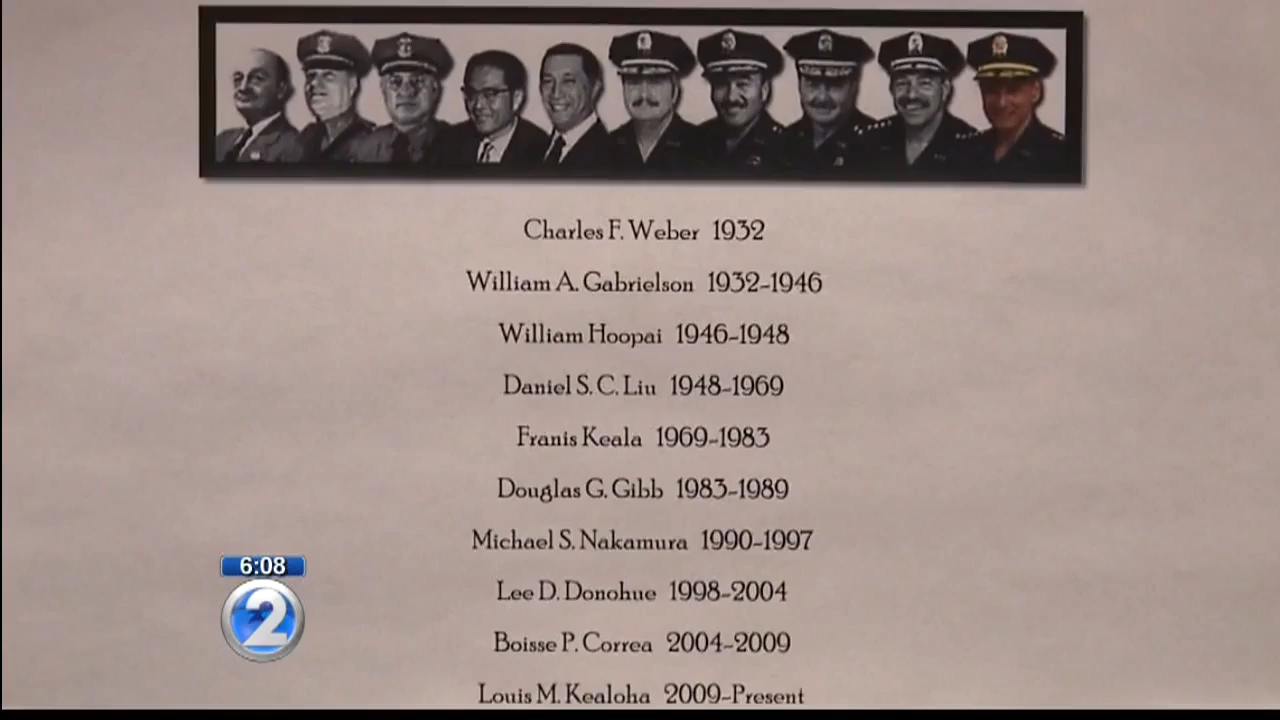 Charles F. Weber 1932
William A. Gabrielson 1932-1946
William Hoopai 1946-1948
Daniel S. C. Liu 1948-1969
Franis Keala 1969-1983
Douglas G. Gibb 1983-1989
Michael S. Nakamura 1990-1997
Lee D. Donohue 1998-2004
Boisse P. Correa 2004-2009
Louis M. Kealoha 2009-Present
6:08
2